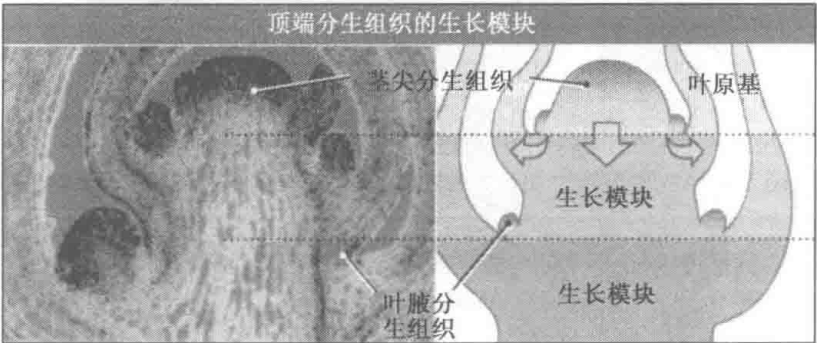 顶端分生组织的生长模块
茎尖分生组织
叶原基
生长模块
生长模块
叶腋分
生组织